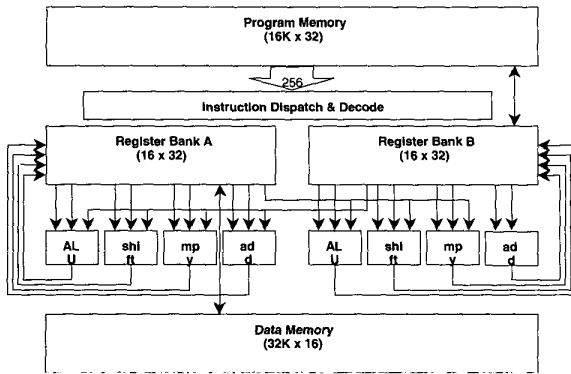 Program Memory
(16K x 32)
256
Instruction Dispatch & Decode
Register Bank A
(16 x 32)
Register Bank B
(16 x 32)
AL
U
shi
ft
mp
y
ad
d
AL
U
shi
ft
mp
y
ad
d
Data Memory
(32K x 16)